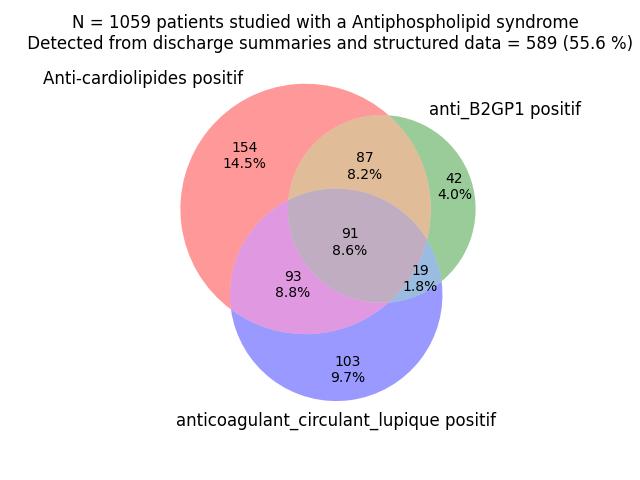 N = 1059 patients studied with a Antiphospholipid syndrome
Detected from discharge summaries and structured data = 589 (55.6 %)
Anti-cardiolipides positif
anti_B2GP1 positif
154
14.5%
87
8.2%
42
4.0%
91
8.6%
93
8.8%
19
1.8%
103
9.7%
anticoagulant_circulant_lupique positif